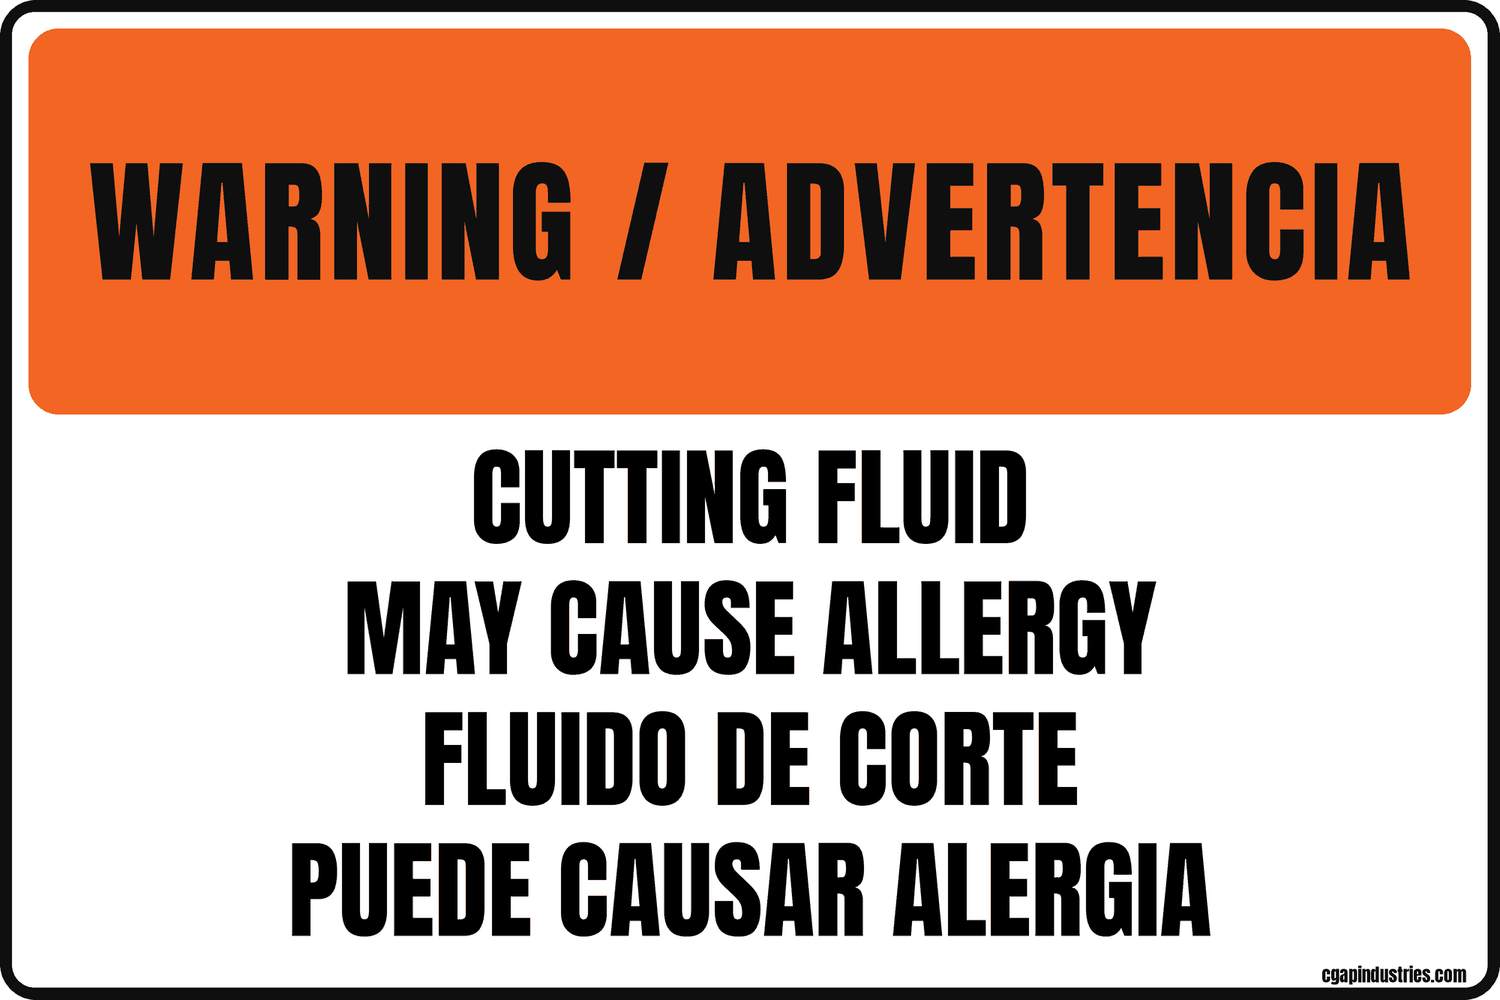 WARNING / ADVERTENCIA
CUTTING FLUID
MAY CAUSE ALLERGY
FLUIDO DE CORTE
PUEDE CAUSAR ALERGIA
cgapindustries.com